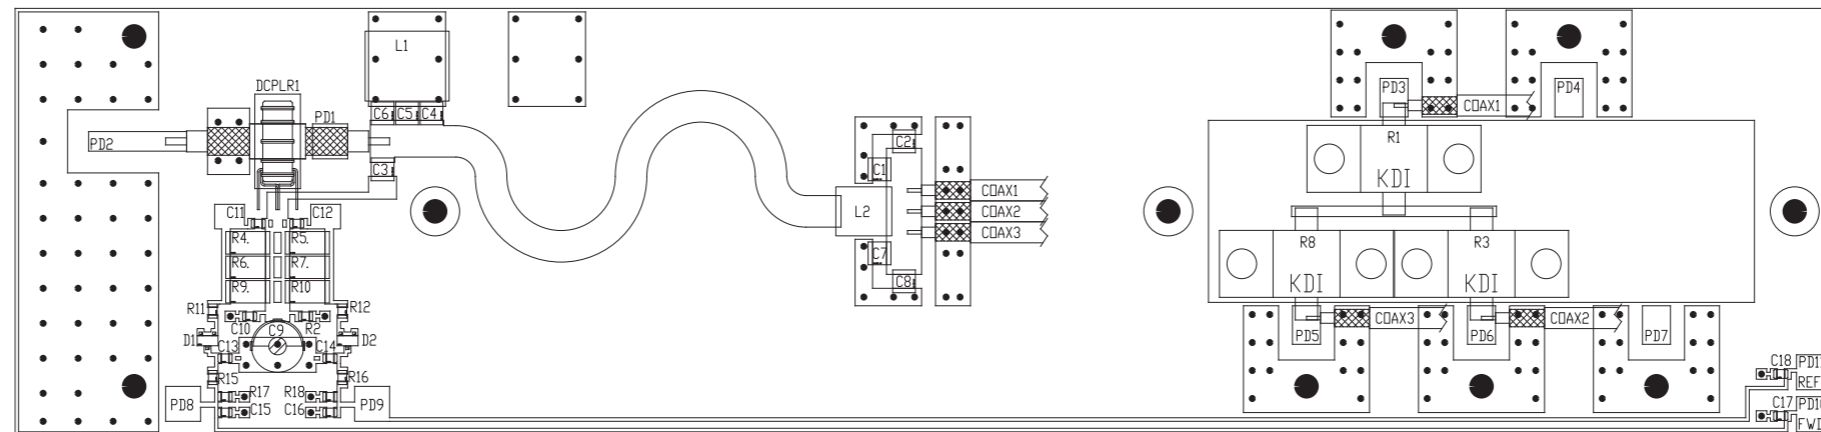 L1
DCPLR1
PD1
C6 C5 C4
PD2
C3
C11
C12
R4.
R5.
R6.
R7.
R9.
R10
R11
R12
C10
C9
R2
D1
D2
C13
C14
R15
R16
R17
R18
PD8
C15
C16
PD9
C2
C1
COAX1
L2
COAX2
COAX3
C7
C8
PD3
PD4
COAX1
R1
KDI
R8
R3
KDI
KDI
COAX3
COAX2
PD5
PD6
PD7
C18
REF
C17